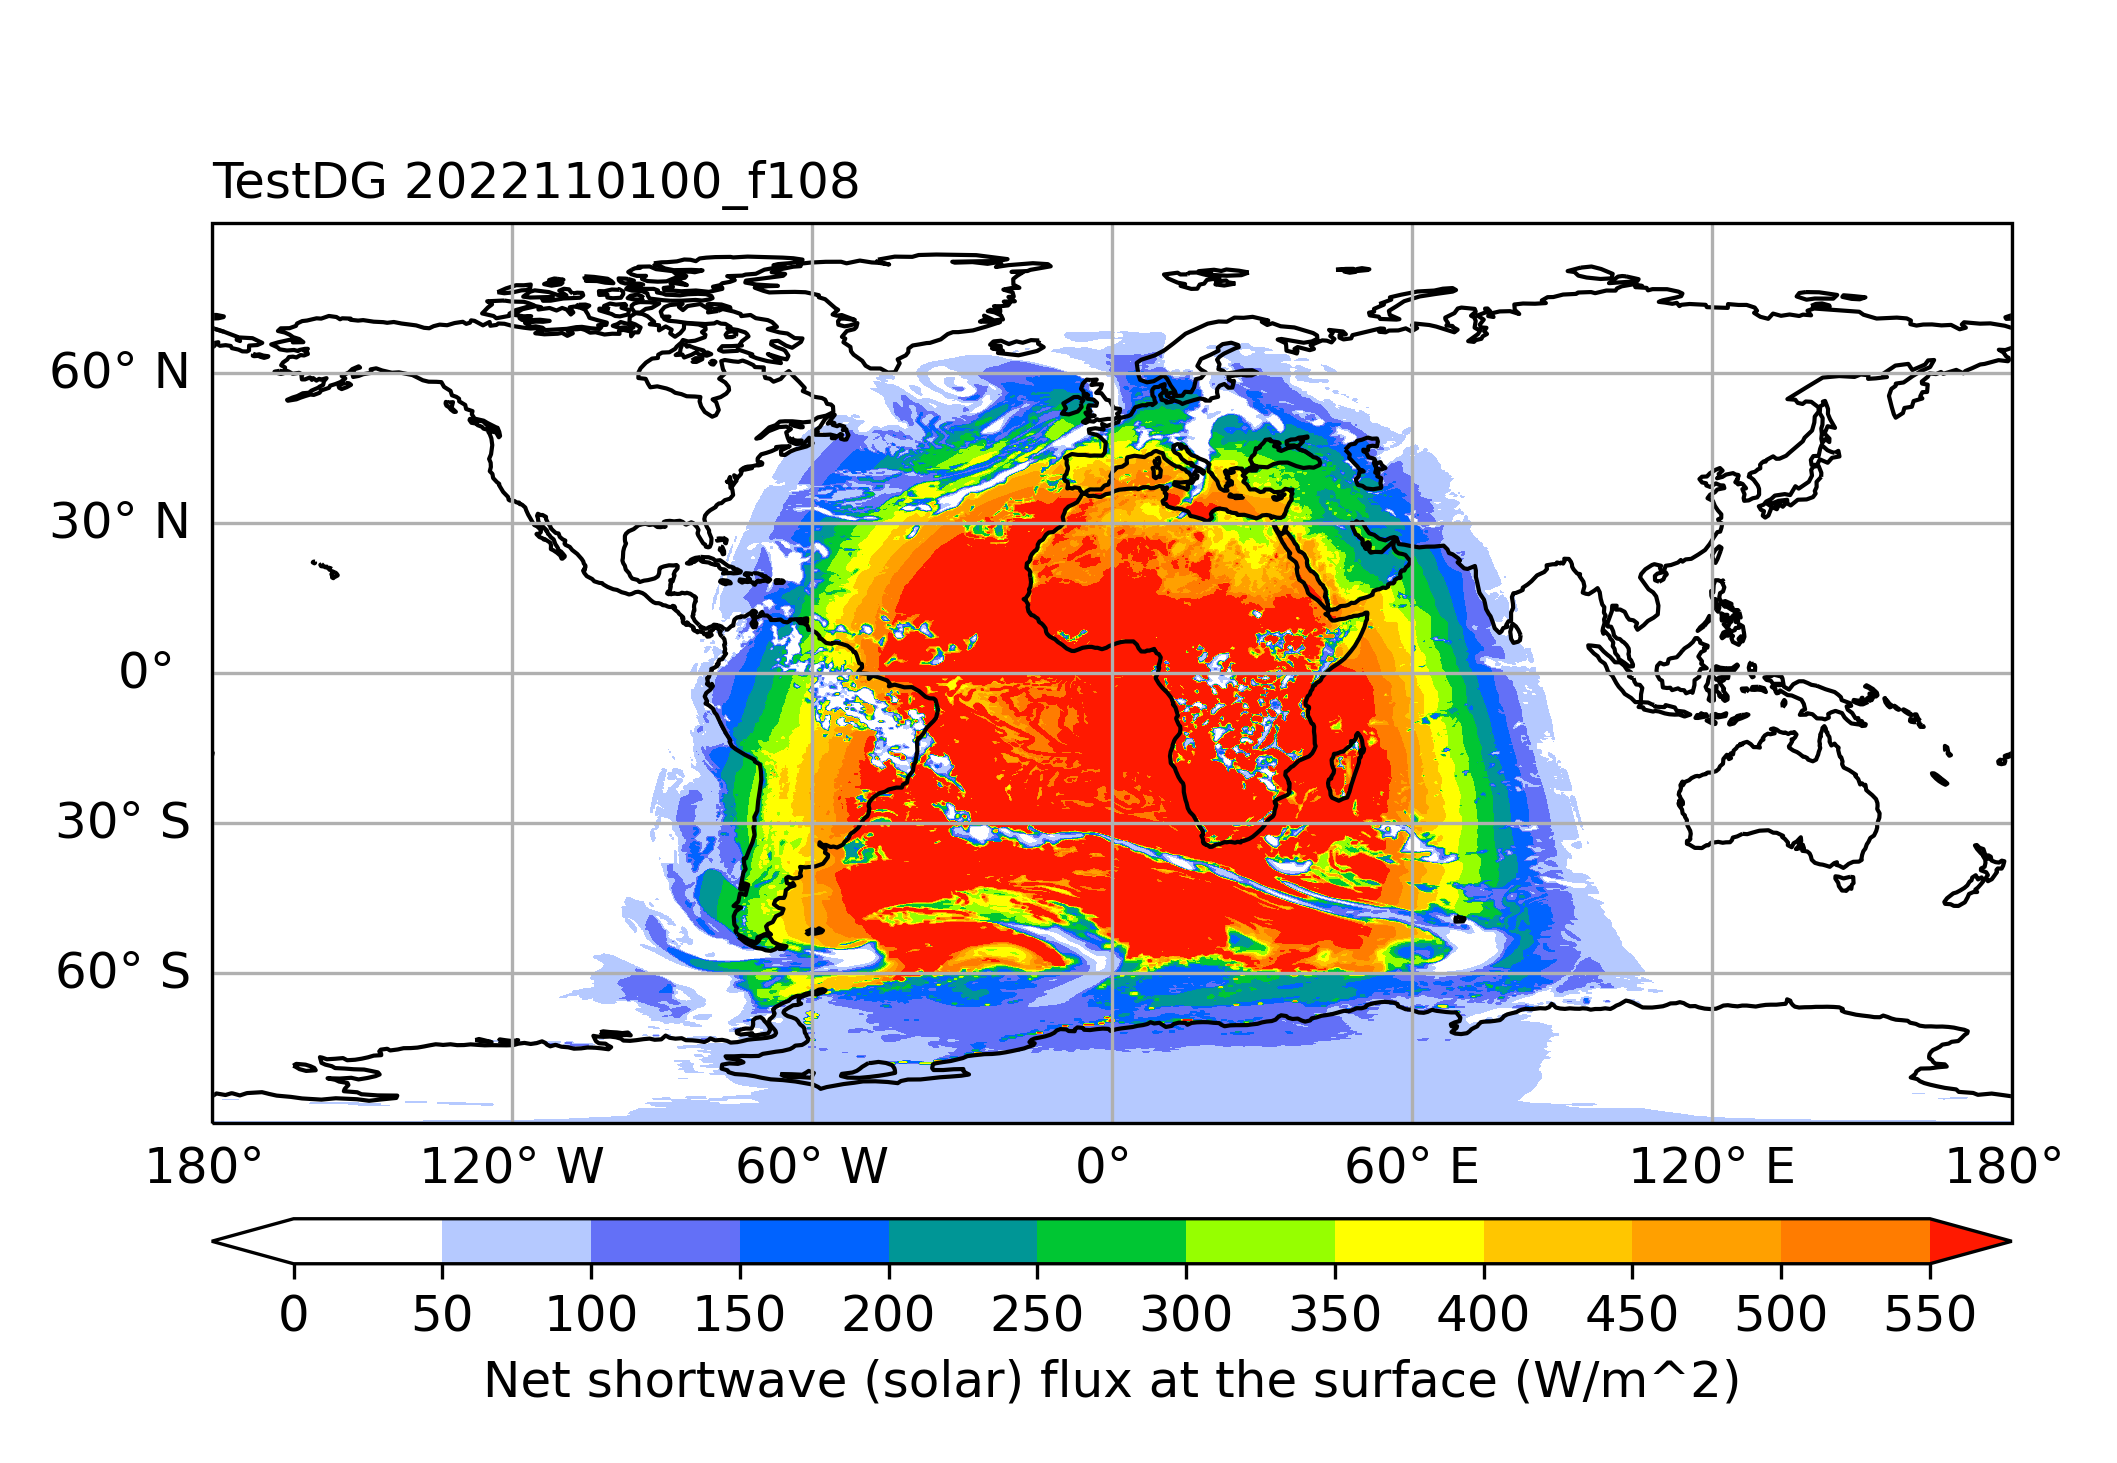 TestDG 2022110100_f108
60° N
30° N
0°
30° S
60° S
180° 120° W 60° W 0° 60° E 120° E 180°
0 50 100 150 200 250 300 350 400 450 500 550
Net shortwave (solar) flux at the surface (W/m^2)